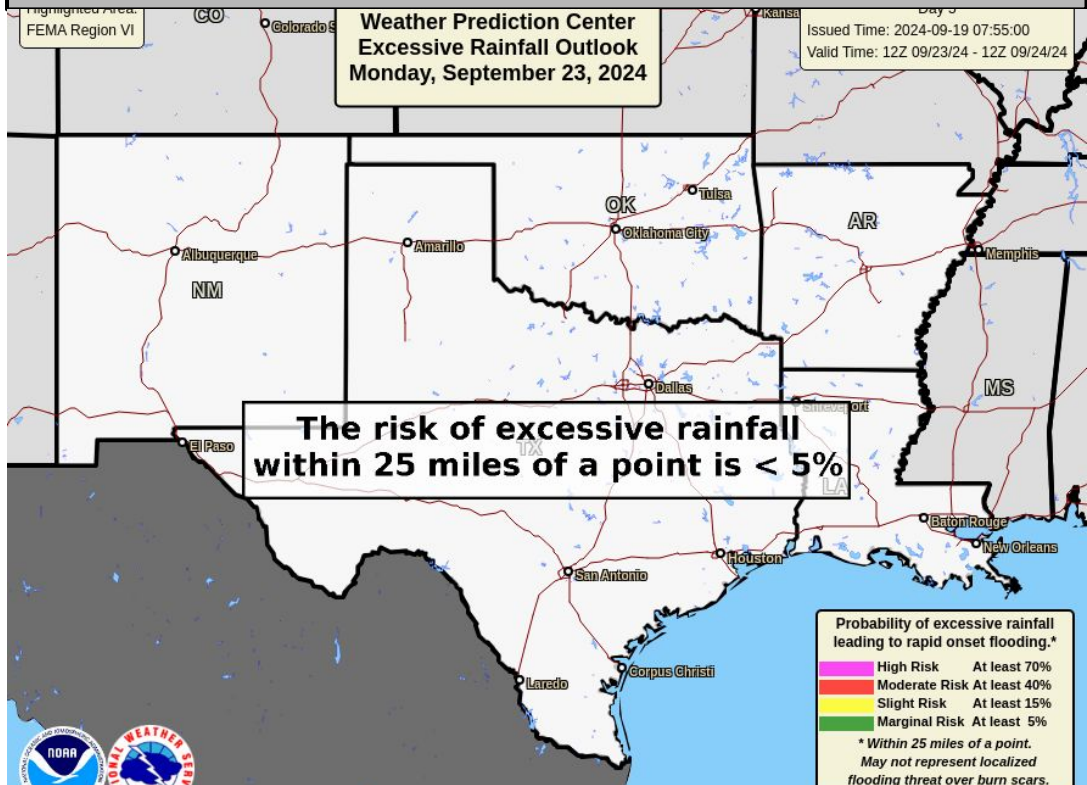 Highlighted Area:
FEMA Region VI
Weather Prediction Center
Excessive Rainfall Outlook
Monday, September 23, 2024
Day 5
Issued Time: 2024-09-19 07:55:00
Valid Time: 12Z 09/23/24 - 12Z 09/24/24
CO
Colorado S
Kansa
Tulsa
OK
Oklahoma City
AR
Amarillo
Albuquerque
Memphis
NM
Dallas
MS
Shreveport
The risk of excessive rainfall
within 25 miles of a point is < 5%
El Paso
TX
LA
Baton Rouge
New Orleans
Houston
San Antonio
Corpus Christi
Laredo
Probability of excessive rainfall
leading to rapid onset flooding.*
High Risk At least 70%
Moderate Risk At least 40%
Slight Risk At least 15%
Marginal Risk At least 5%
* Within 25 miles of a point.
May not represent localized
flooding threat over burn scars.
NOAA
NATIONAL WEATHER SERV